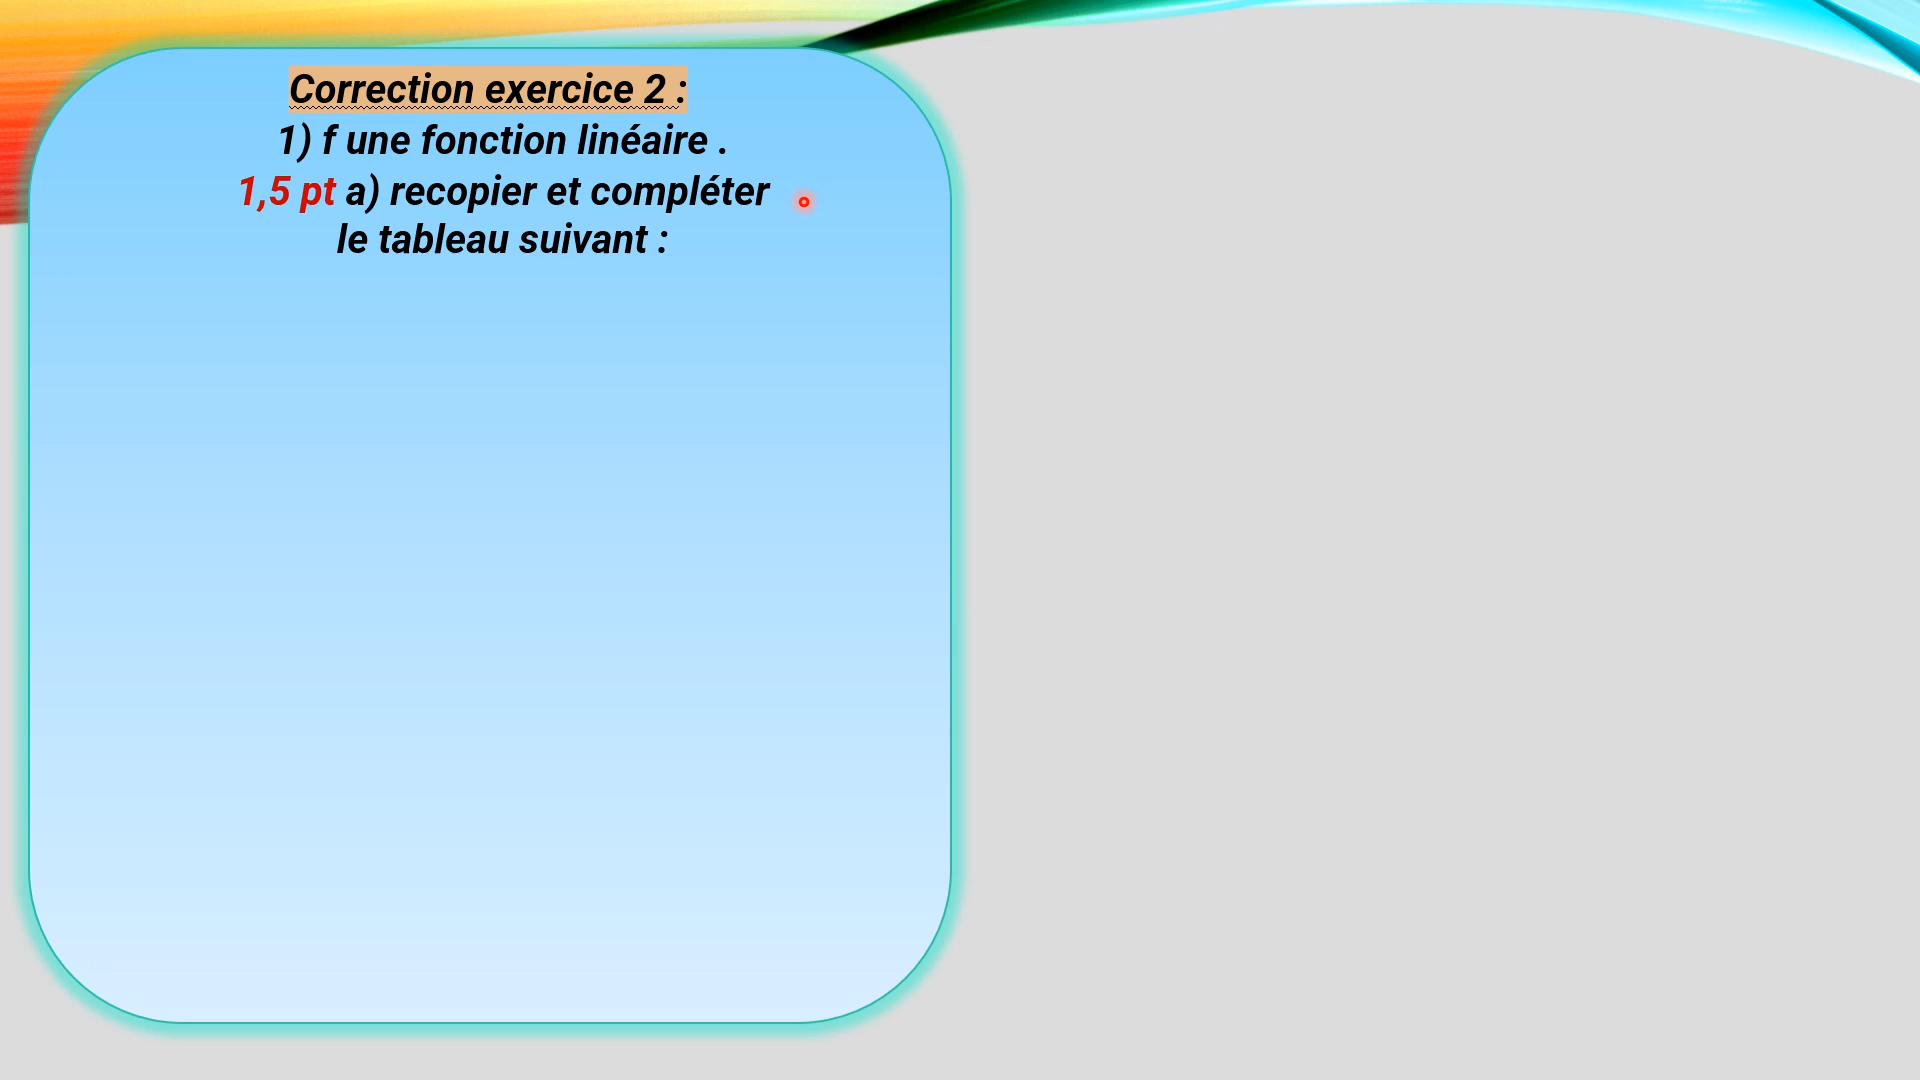 Correction exercice 2 :
1) f une fonction linéaire .
1,5 pt a) recopier et compléter
le tableau suivant :